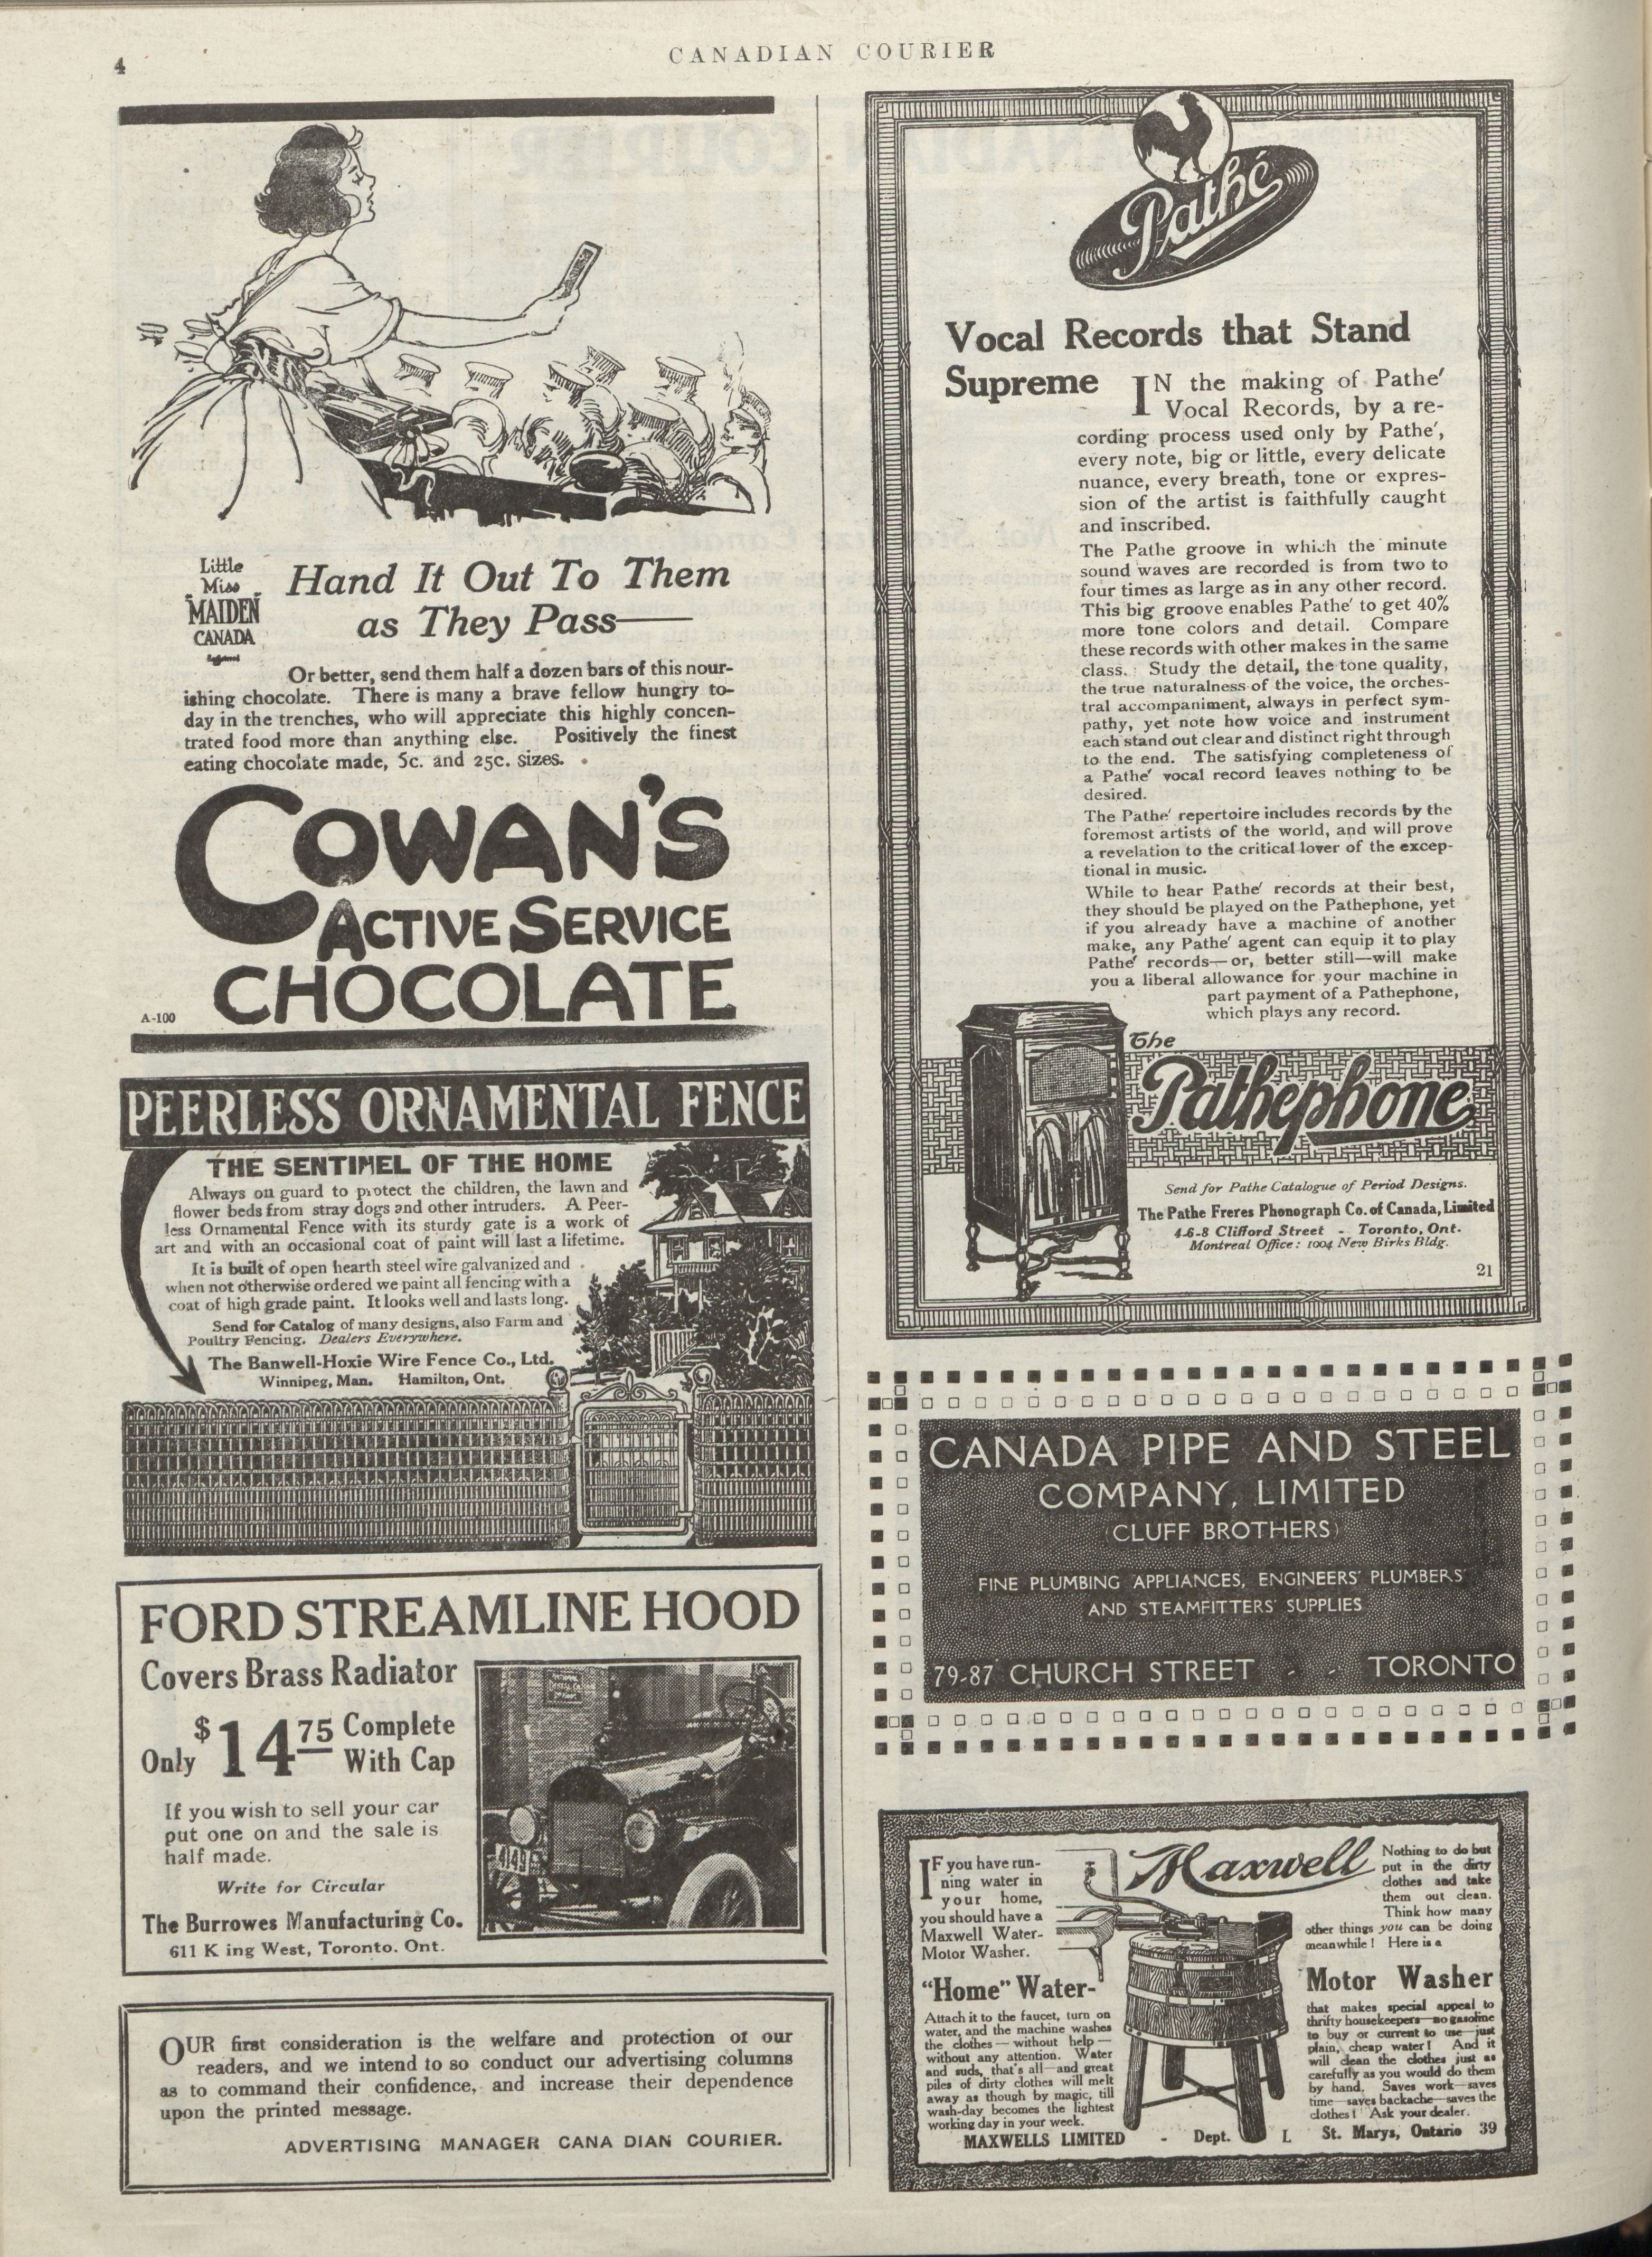 4
CANADIAN COURIER
Little
Miss
MAIDEN
CANADA
Hand It Out To Them
as They Pass—
Or better, send them half a dozen bars of this nour-
ishing chocolate. There is many a brave fellow hungry to-
day in the trenches, who will appreciate this highly concen-
trated food more than anything else. Positively the finest
eating chocolate made, 5c. and 25c. sizes.
COWAN'S
ACTIVE SERVICE
CHOCOLATE
A-100
PEERLESS ORNAMENTAL FENCE
THE SENTINEL OF THE HOME
Always on guard to protect the children, the lawn and
flower beds from stray dogs and other intruders. A Peer-
less Ornamental Fence with its sturdy gate is a work of
art and with an occasional coat of paint will last a lifetime.
It is built of open hearth steel wire galvanized and
when not otherwise ordered we paint all fencing with a
coat of high grade paint. It looks well and lasts long.
Send for Catalog of many designs, also Farm and
Poultry Fencing. Dealers Everywhere.
The Banwell-Hoxie Wire Fence Co., Ltd.
Winnipeg, Man. Hamilton, Ont.
FORD STREAMLINE HOOD
Covers Brass Radiator
Only $14.75 Complete
With Cap
If you wish to sell your car
put one on and the sale is
half made.
Write for Circular
The Burrowes Manufacturing Co.
611 K ing West, Toronto. Ont.
4149
OUR first consideration is the welfare and protection of our
readers, and we intend to so conduct our advertising columns
as to command their confidence, and increase their dependence
upon the printed message.
ADVERTISING MANAGER CANA DIAN COURIER.
Pathé
Vocal Records that Stand
Supreme
IN the making of Pathe'
Vocal Records, by a re-
cording process used only by Pathe',
every note, big or little, every delicate
nuance, every breath, tone or expres-
sion of the artist is faithfully caught
and inscribed.
The Pathe groove in which the minute
sound waves are recorded is from two to
four times as large as in any other record.
This big groove enables Pathe' to get 40%
more tone colors and detail. Compare
these records with other makes in the same
class. Study the detail, the tone quality,
the true naturalness of the voice, the orches-
tral accompaniment, always in perfect sym-
pathy, yet note how voice and instrument
each stand out clear and distinct right through
to the end. The satisfying completeness of
a Pathe' vocal record leaves nothing to be
desired.
The Pathe' repertoire includes records by the
foremost artists of the world, and will prove
a revelation to the critical lover of the excep-
tional in music.
While to hear Pathe' records at their best,
they should be played on the Pathephone, yet
if you already have a machine of another
make, any Pathe' agent can equip it to play
Pathe' records—or, better still—will make
you a liberal allowance for your machine in
part payment of a Pathephone,
which plays any record.
The
Pathephone
Send for Pathe Catalogue of Period Designs.
The Pathe Freres Phonograph Co. of Canada, Limited
4-6-8 Clifford Street - Toronto, Ont.
Montreal Office: 1004 New Birks Bldg.
21
CANADA PIPE AND STEEL
COMPANY, LIMITED
(CLUFF BROTHERS)
FINE PLUMBING APPLIANCES, ENGINEERS' PLUMBERS'
AND STEAMFITTERS' SUPPLIES
79-87 CHURCH STREET - - TORONTO
Maxwell
IF you have run-
ning water in
your home,
you should have a
Maxwell Water-
Motor Washer.
"Home" Water-
Attach it to the faucet, turn on
water, and the machine washes
the clothes—without help—
without any attention. Water
and suds, that's all—and great
piles of dirty clothes will melt
away as though by magic, till
wash-day becomes the lightest
working day in your week.
Nothing to do but
put in the dirty
clothes and take
them out clean.
Think how many
other things you can be doing
meanwhile! Here is a
Motor Washer
that makes special appeal to
thrifty housekeepers—no gasoline
to buy or current to use—just
plain, cheap water! And it
will clean the clothes just as
carefully as you would do them
by hand. Saves work—saves
time—saves backache—saves the
clothes! Ask your dealer.
MAXWELLS LIMITED - Dept. L St. Marys, Ontario 39